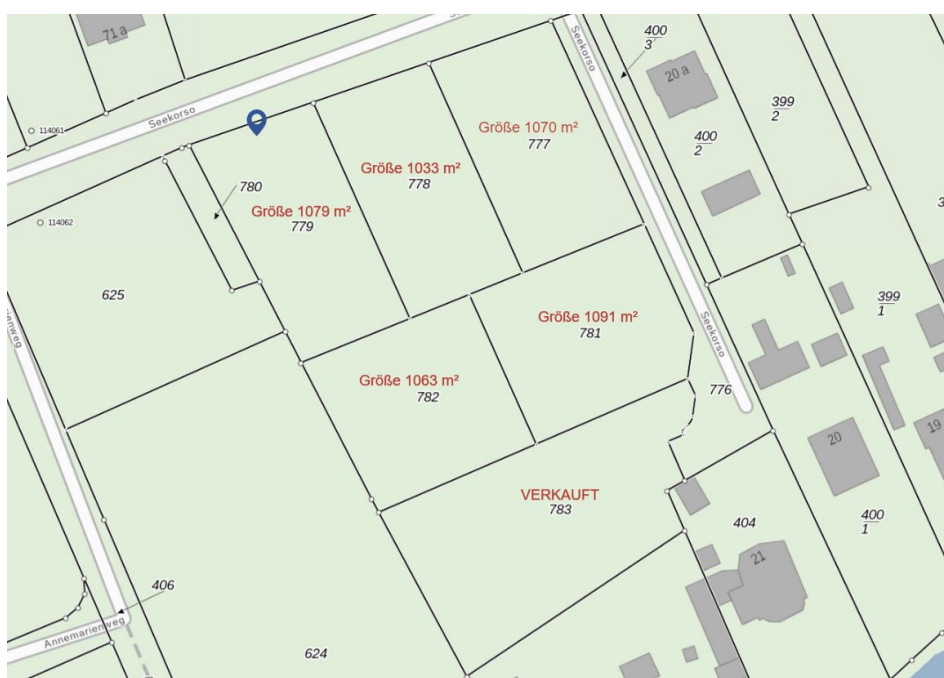 71 a
Seekorso
Seekorso
400
3
20 a
399
2
400
2
114061
Größe 1070 m²
777
Größe 1033 m²
778
780
Größe 1079 m²
779
114062
625
399
1
Größe 1091 m²
781
Seekorso
Größe 1063 m²
782
776
19
20
VERKAUFT
783
404
400
1
21
406
Annemarienweg
624